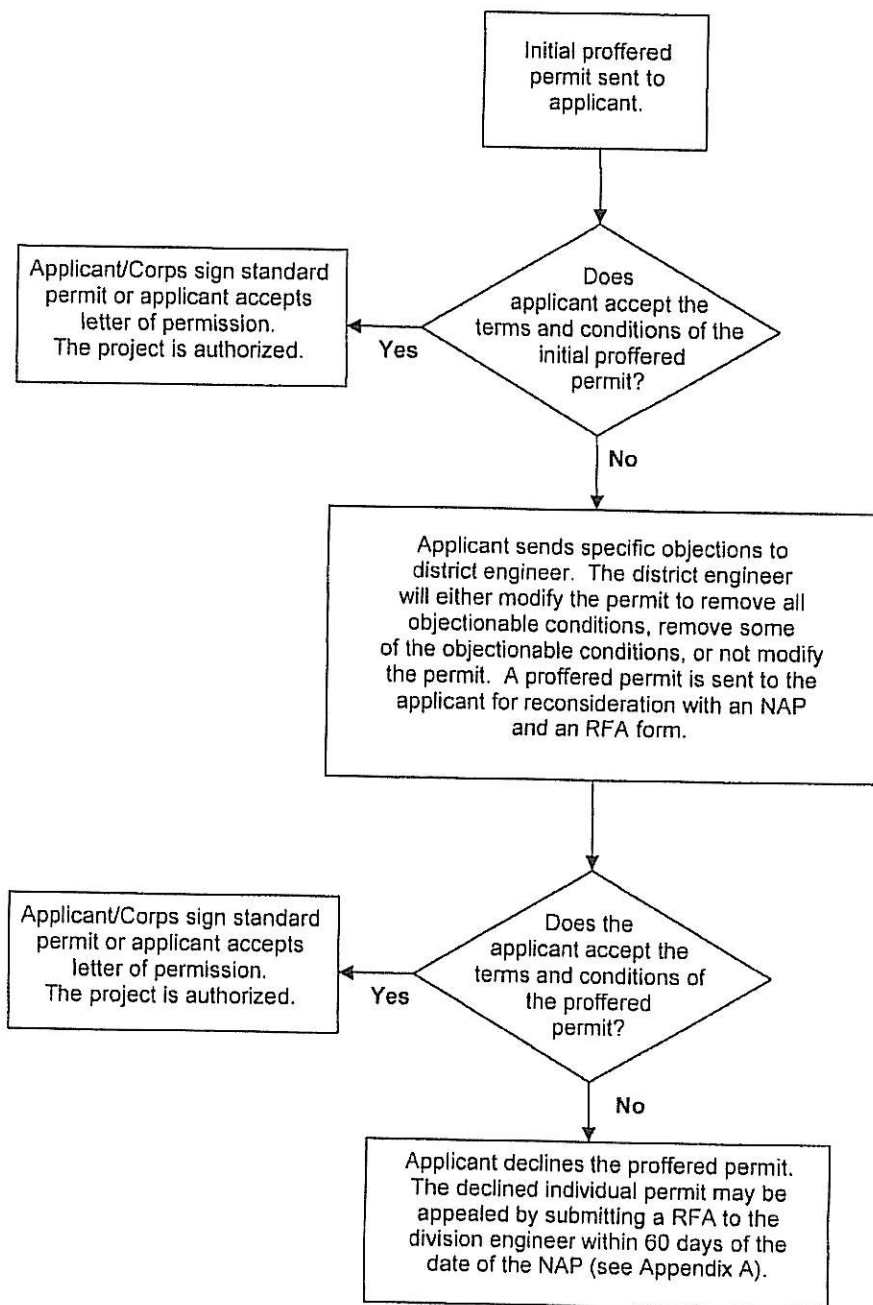 Initial proffered
permit sent to
applicant.
Does
applicant accept the
terms and conditions of the
initial proffered
permit?
Yes
Applicant/Corps sign standard
permit or applicant accepts
letter of permission.
The project is authorized.
No
Applicant sends specific objections to
district engineer. The district engineer
will either modify the permit to remove all
objectionable conditions, remove some
of the objectionable conditions, or not modify
the permit. A proffered permit is sent to the
applicant for reconsideration with an NAP
and an RFA form.
Does the
applicant accept the
terms and conditions of
the proffered
permit?
Yes
Applicant/Corps sign standard
permit or applicant accepts
letter of permission.
The project is authorized.
No
Applicant declines the proffered permit.
The declined individual permit may be
appealed by submitting a RFA to the
division engineer within 60 days of the
date of the NAP (see Appendix A).